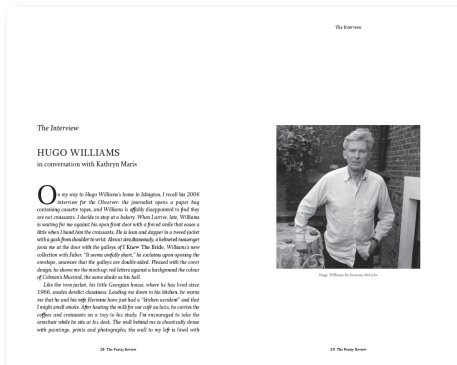 The Interview
The Interview
HUGO WILLIAMS
in conversation with Kathryn Maris
On my way to Hugo Williams's home in Islington, I recall his 2006
interview for the Observer: the journalist opens a paper bag
containing cassette tapes, and Williams is affably disappointed to find they
are not croissants. I decide to stop at a bakery. When I arrive, late, Williams
is waiting for me against his open front door with a forced smile that eases a
little when I hand him the croissants. He is lean and dapper in a tweed jacket
with a gash from shoulder to wrist. Almost simultaneously, a helmeted messenger
joins me at the door with the galleys of I Knew The Bride, Williams's new
collection with Faber. "It seems awfully short," he exclaims upon opening the
envelope, unaware that the galleys are double-sided. Pleased with the cover
design, he shows me the mock-up: red letters against a background the colour
of Colman's Mustard, the same shade as his hall.
Like the torn jacket, his little Georgian house, where he has lived since
1966, exudes derelict classiness. Leading me down to his kitchen, he warns
me that he and his wife Hermine have just had a "kitchen accident" and that
I might smell smoke. After heating the milk for our café au laits, he carries the
coffees and croissants on a tray to his study. I'm encouraged to take the
armchair while he sits at his desk. The wall behind me is chaotically dense
with paintings, prints and photographs; the wall to my left is lined with
Hugo Williams by Eamonn McCabe
28 The Poetry Review
29 The Poetry Review